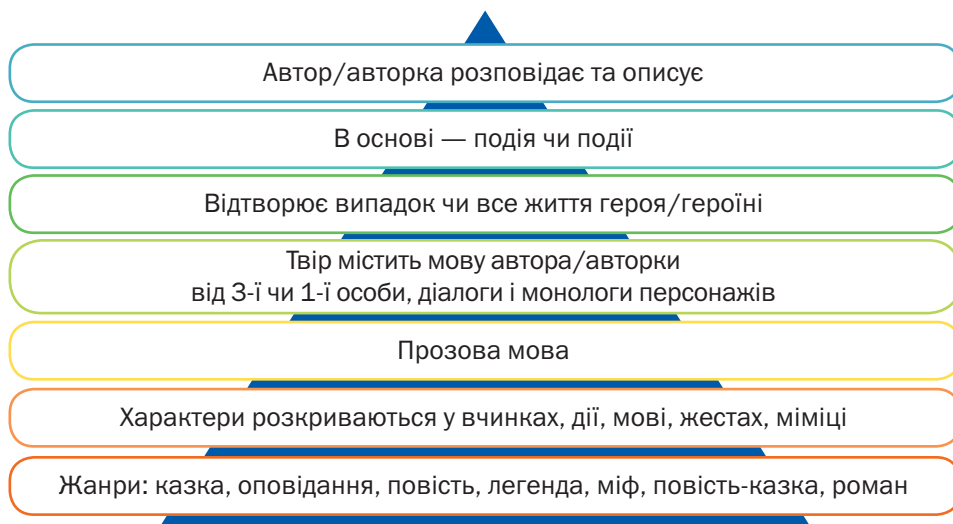 Автор/авторка розповідає та описує
В основі — подія чи події
Відтворює випадок чи все життя героя/героїні
Твір містить мову автора/авторки
від 3-ї чи 1-ї особи, діалоги і монологи персонажів
Прозова мова
Характери розкриваються у вчинках, дії, мові, жестах, міміці
Жанри: казка, оповідання, повість, легенда, міф, повість-казка, роман